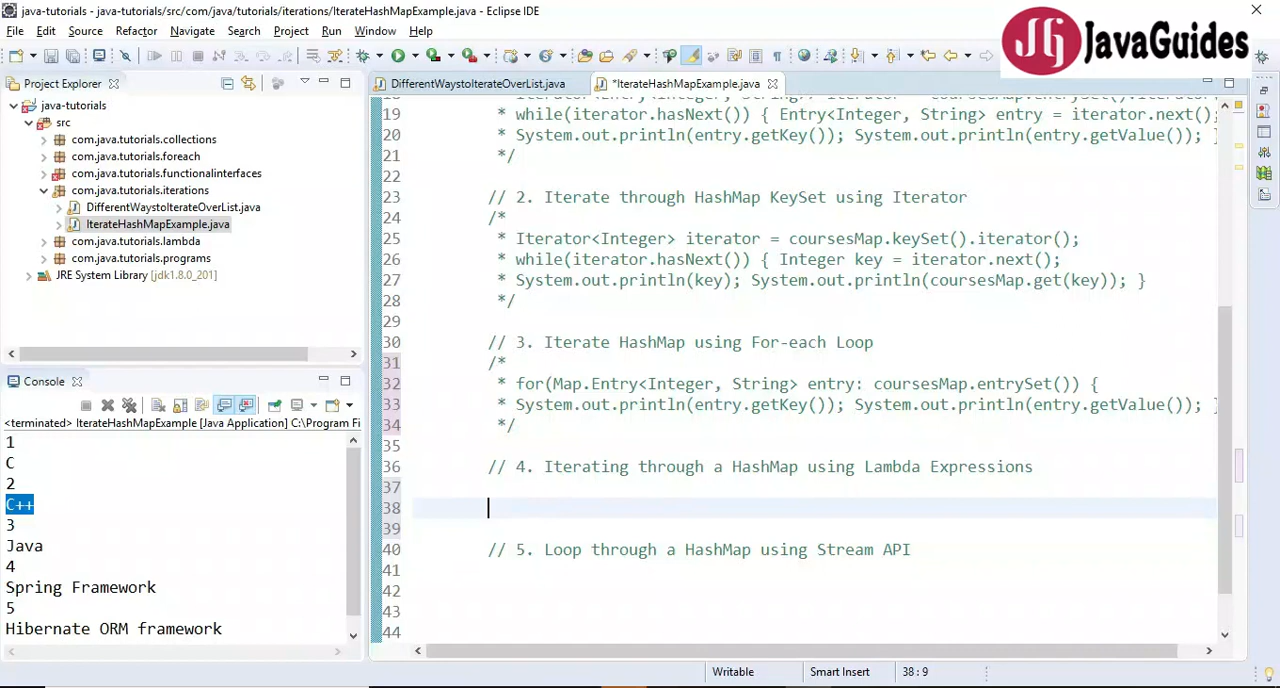 java-tutorials - java-tutorials/src/com/java/tutorials/iterations/IterateHashMapExample.java - Eclipse IDE
File Edit Source Refactor Navigate Search Project Run Window Help
JG JavaGuides
Project Explorer
DifferentWaystoIterateOverList.java
*IterateHashMapExample.java
java-tutorials
src
com.java.tutorials.collections
com.java.tutorials.foreach
com.java.tutorials.functionalinterfaces
com.java.tutorials.iterations
DifferentWaystoIterateOverList.java
IterateHashMapExample.java
com.java.tutorials.lambda
com.java.tutorials.programs
JRE System Library [jdk1.8.0_201]
19 * while(iterator.hasNext()) { Entry<Integer, String> entry = iterator.next();
20 * System.out.println(entry.getKey()); System.out.println(entry.getValue()); }
21 */
22
23 // 2. Iterate through HashMap KeySet using Iterator
24 /*
25 * Iterator<Integer> iterator = coursesMap.keySet().iterator();
26 * while(iterator.hasNext()) { Integer key = iterator.next();
27 * System.out.println(key); System.out.println(coursesMap.get(key)); }
28 */
29
30 // 3. Iterate HashMap using For-each Loop
31 /*
32 * for(Map.Entry<Integer, String> entry: coursesMap.entrySet()) {
33 * System.out.println(entry.getKey()); System.out.println(entry.getValue()); }
34 */
35
36 // 4. Iterating through a HashMap using Lambda Expressions
37
38
39
40 // 5. Loop through a HashMap using Stream API
41
42
43
44
Console
<terminated> IterateHashMapExample [Java Application] C:\Program Fi
1
C
2
C++
3
Java
4
Spring Framework
5
Hibernate ORM framework
Writable Smart Insert 38 : 9